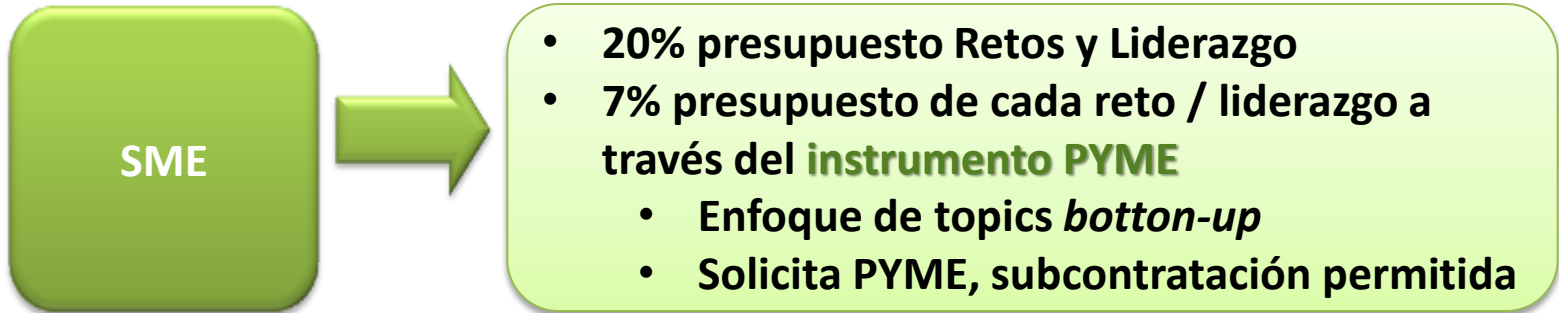 SME
• 20% presupuesto Retos y Liderazgo
• 7% presupuesto de cada reto / liderazgo a
través del instrumento PYME
• Enfoque de topics botton-up
• Solicita PYME, subcontratación permitida